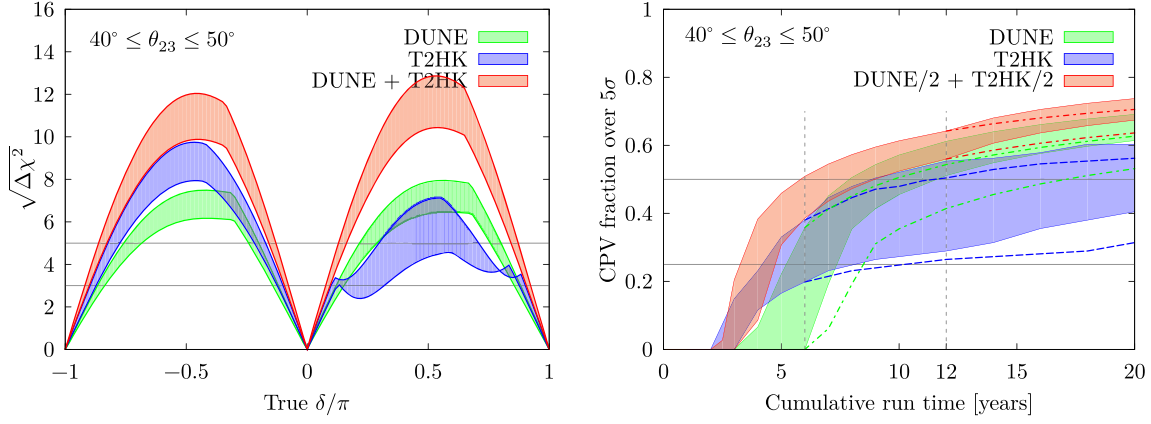 16
14
12
10
8
6
4
2
0
√Δχ²
40° ≤ θ₂₃ ≤ 50°
DUNE
T2HK
DUNE + T2HK
−1
−0.5
0
0.5
1
True δ/π
1
0.8
0.6
0.4
0.2
0
CPV fraction over 5σ
40° ≤ θ₂₃ ≤ 50°
DUNE
T2HK
DUNE/2 + T2HK/2
0
5
10
12
15
20
Cumulative run time [years]